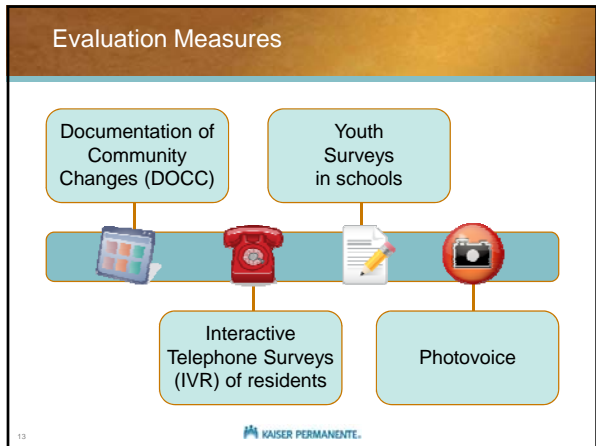 Evaluation Measures
Documentation of
Community
Changes (DOCC)
Youth
Surveys
in schools
Interactive
Telephone Surveys
(IVR) of residents
Photovoice
13
KAISER PERMANENTE®